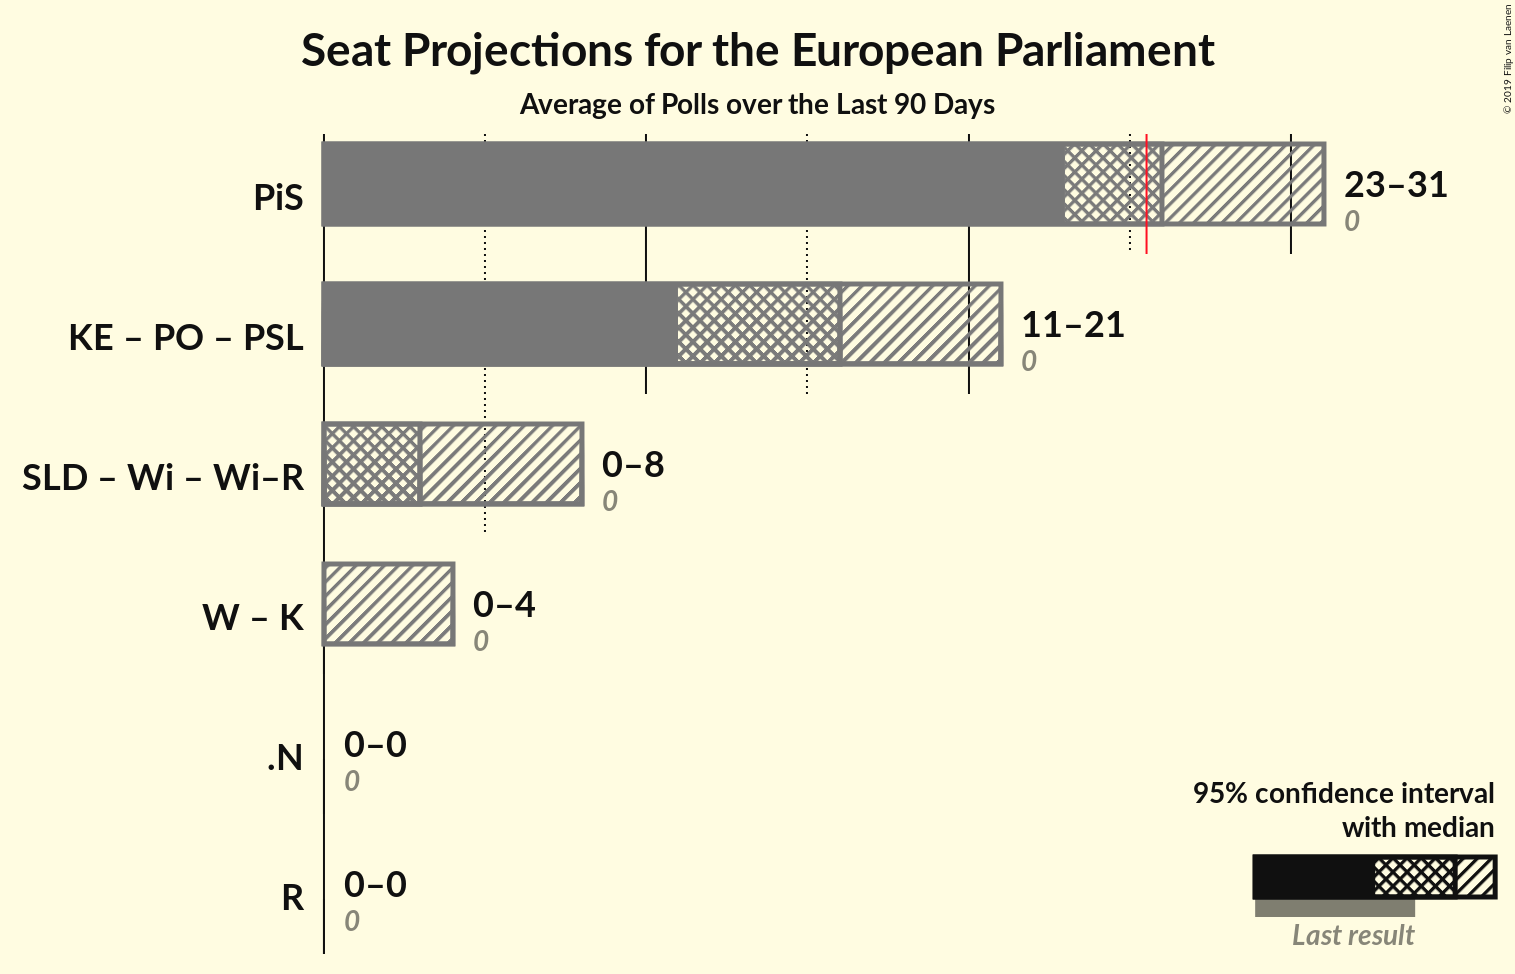 Seat Projections for the European Parliament
Average of Polls over the Last 90 Days
© 2019 Filip van Laenen
PiS
23–31
0
KE – PO – PSL
11–21
0
SLD – Wi – Wi–R
0–8
0
W – K
0–4
0
.N
0–0
0
R
0–0
0
95% confidence interval
with median
Last result